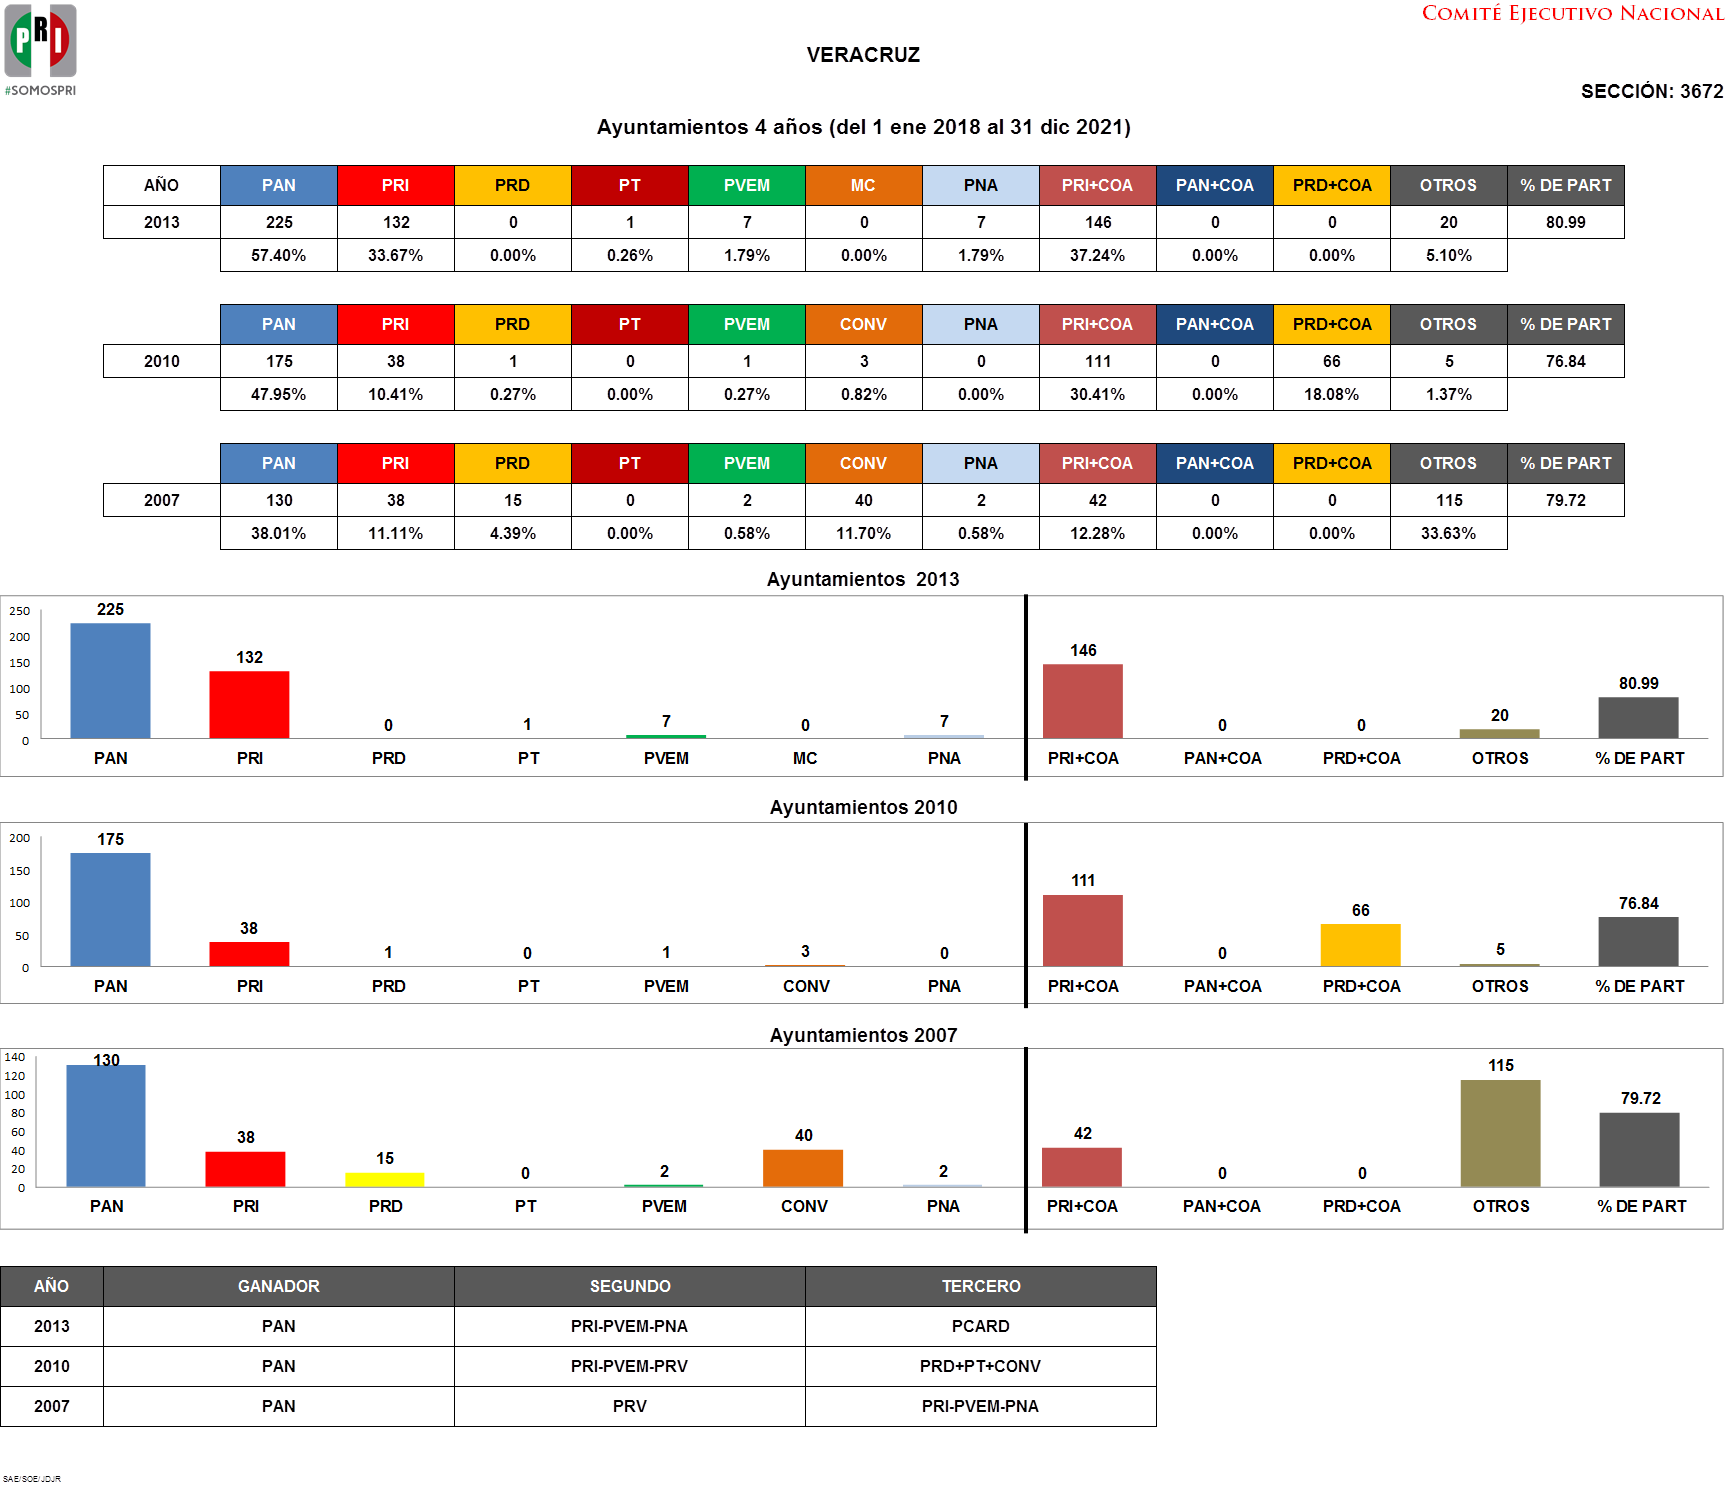 PRI
#SOMOSPRI
COMITÉ EJECUTIVO NACIONAL
VERACRUZ
SECCIÓN: 3672
Ayuntamientos 4 años (del 1 ene 2018 al 31 dic 2021)
AÑO PAN PRI PRD PT PVEM MC PNA PRI+COA PAN+COA PRD+COA OTROS % DE PART
2013 225 132 0 1 7 0 7 146 0 0 20 80.99
57.40% 33.67% 0.00% 0.26% 1.79% 0.00% 1.79% 37.24% 0.00% 0.00% 5.10%
PAN PRI PRD PT PVEM CONV PNA PRI+COA PAN+COA PRD+COA OTROS % DE PART
2010 175 38 1 0 1 3 0 111 0 66 5 76.84
47.95% 10.41% 0.27% 0.00% 0.27% 0.82% 0.00% 30.41% 0.00% 18.08% 1.37%
PAN PRI PRD PT PVEM CONV PNA PRI+COA PAN+COA PRD+COA OTROS % DE PART
2007 130 38 15 0 2 40 2 42 0 0 115 79.72
38.01% 11.11% 4.39% 0.00% 0.58% 11.70% 0.58% 12.28% 0.00% 0.00% 33.63%
Ayuntamientos 2013
250
200
150
100
50
0
225 132 0 1 7 0 7 146 0 0 20 80.99
PAN PRI PRD PT PVEM MC PNA PRI+COA PAN+COA PRD+COA OTROS % DE PART
Ayuntamientos 2010
200
150
100
50
0
175 38 1 0 1 3 0 111 0 66 5 76.84
PAN PRI PRD PT PVEM CONV PNA PRI+COA PAN+COA PRD+COA OTROS % DE PART
Ayuntamientos 2007
140
120
100
80
60
40
20
0
130 38 15 0 2 40 2 42 0 0 115 79.72
PAN PRI PRD PT PVEM CONV PNA PRI+COA PAN+COA PRD+COA OTROS % DE PART
AÑO GANADOR SEGUNDO TERCERO
2013 PAN PRI-PVEM-PNA PCARD
2010 PAN PRI-PVEM-PRV PRD+PT+CONV
2007 PAN PRV PRI-PVEM-PNA
SAE/SOE/JDJR